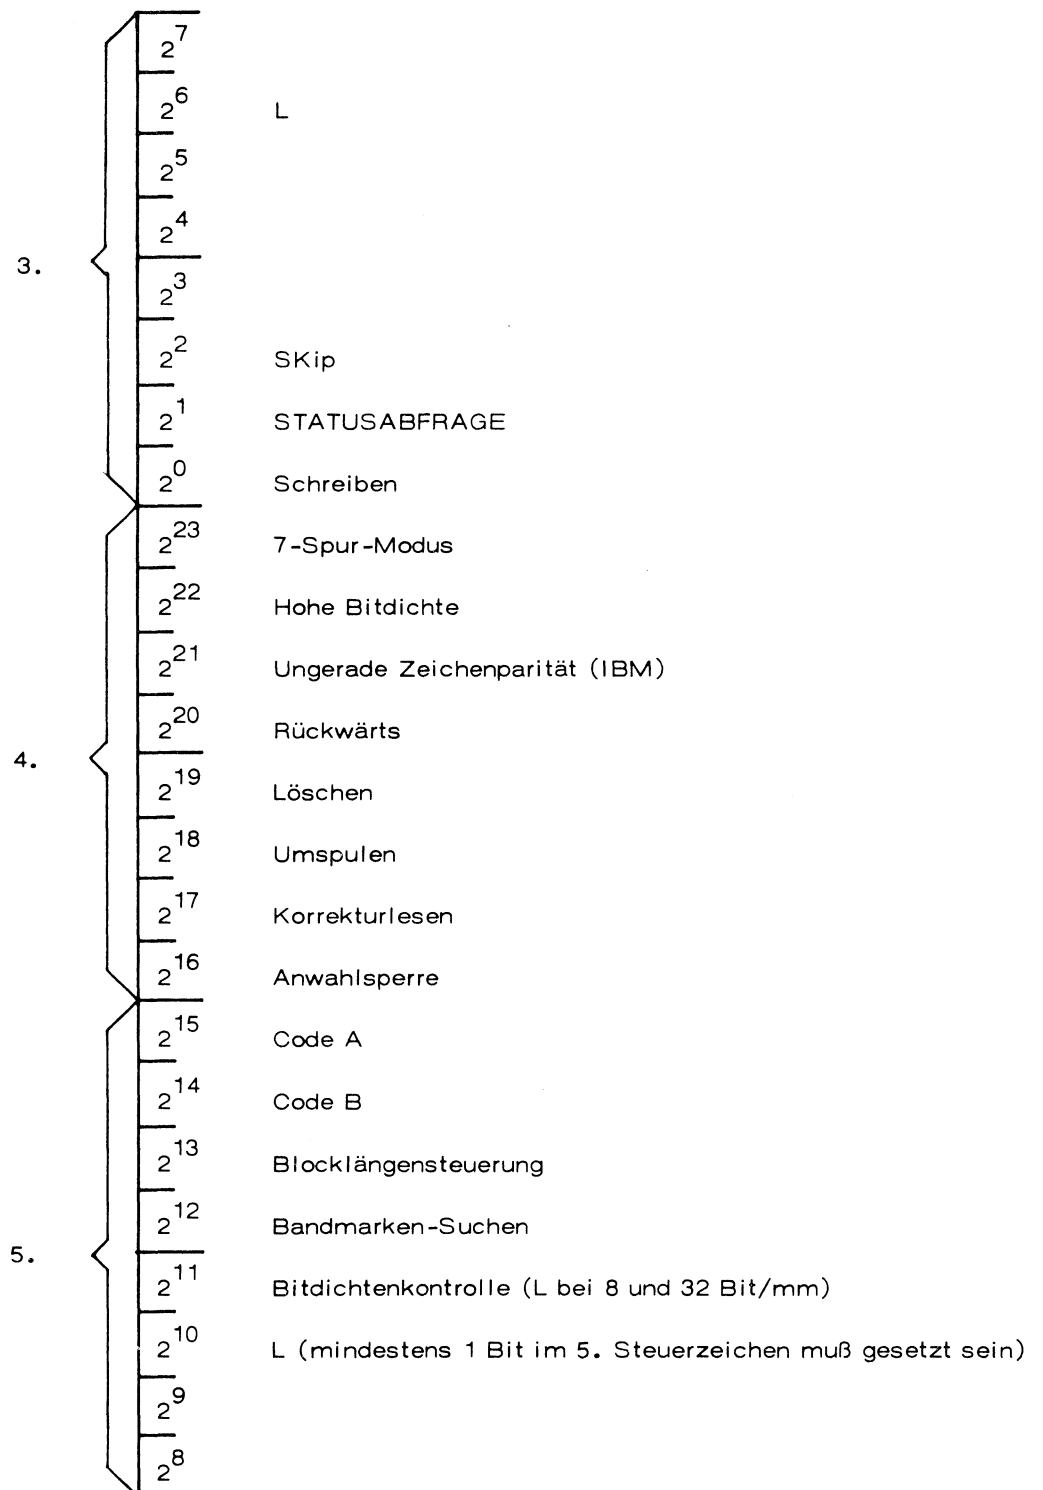 2^7
2^6 L
2^5
2^4
3.
2^3
2^2 SKip
2^1 STATUSABFRAGE
2^0 Schreiben
2^23 7-Spur-Modus
2^22 Hohe Bitdichte
2^21 Ungerade Zeichenparität (IBM)
2^20 Rückwärts
4.
2^19 Löschen
2^18 Umspulen
2^17 Korrekturlesen
2^16 Anwahlsperre
2^15 Code A
2^14 Code B
2^13 Blocklängensteuerung
2^12 Bandmarken-Suchen
5.
2^11 Bitdichtenkontrolle (L bei 8 und 32 Bit/mm)
2^10 L (mindestens 1 Bit im 5. Steuerzeichen muß gesetzt sein)
2^9
2^8